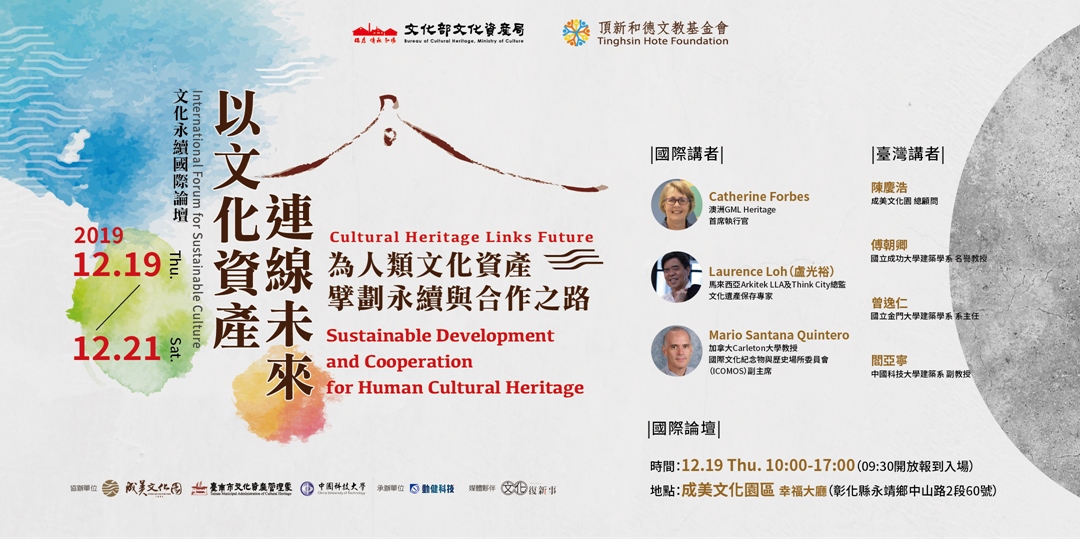 文化部文化資產局
Bureau of Cultural Heritage, Ministry of Culture
頂新和德文教基金會
Tinghsin Hote Foundation
文化永續國際論壇
International Forum for Sustainable Culture
以文化資產
連線未來
2019
12.19 Thu.
12.21 Sat.
Cultural Heritage Links Future
為人類文化資產
擘劃永續與合作之路
Sustainable Development
and Cooperation
for Human Cultural Heritage
|國際講者|
Catherine Forbes
澳洲GML Heritage
首席執行官
Laurence Loh(盧光裕)
馬來西亞Arkitek LLA及Think City總監
文化遺產保存專家
Mario Santana Quintero
加拿大Carleton大學教授
國際文化紀念物與歷史場所委員會
(ICOMOS)副主席
|臺灣講者|
陳慶浩
成美文化園 總顧問
傅朝卿
國立成功大學建築學系 名譽教授
曾逸仁
國立金門大學建築學系 系主任
閻亞寧
中國科技大學建築系 副教授
|國際論壇|
時間:12.19 Thu. 10:00-17:00(09:30開放報到入場)
地點:成美文化園區 幸福大廳(彰化縣永靖鄉中山路2段60號)
協辦單位 成美文化園 臺南市文化資產管理處 中國科技大學 承辦單位 動健科技 媒體夥伴 文化復新事